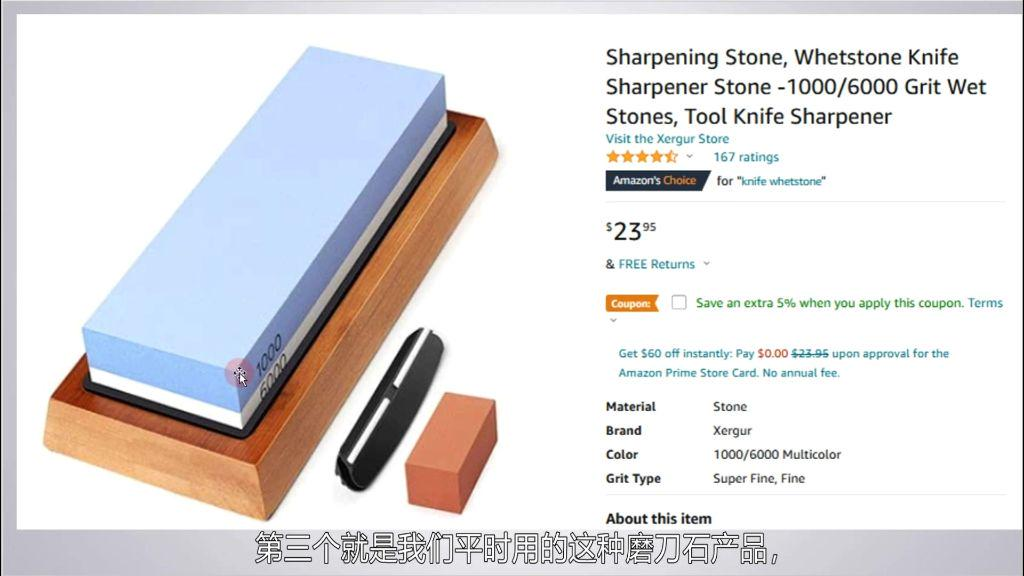 Sharpening Stone, Whetstone Knife
Sharpener Stone -1000/6000 Grit Wet
Stones, Tool Knife Sharpener
Visit the Xergur Store
167 ratings
Amazon's Choice for "knife whetstone"
$23.95
& FREE Returns
Coupon: Save an extra 5% when you apply this coupon. Terms
Get $60 off instantly: Pay $0.00 $23.95 upon approval for the
Amazon Prime Store Card. No annual fee.
Material Stone
Brand Xergur
Color 1000/6000 Multicolor
Grit Type Super Fine, Fine
About this item
1000
6000
第三个就是我们平时用的这种磨刀石产品，